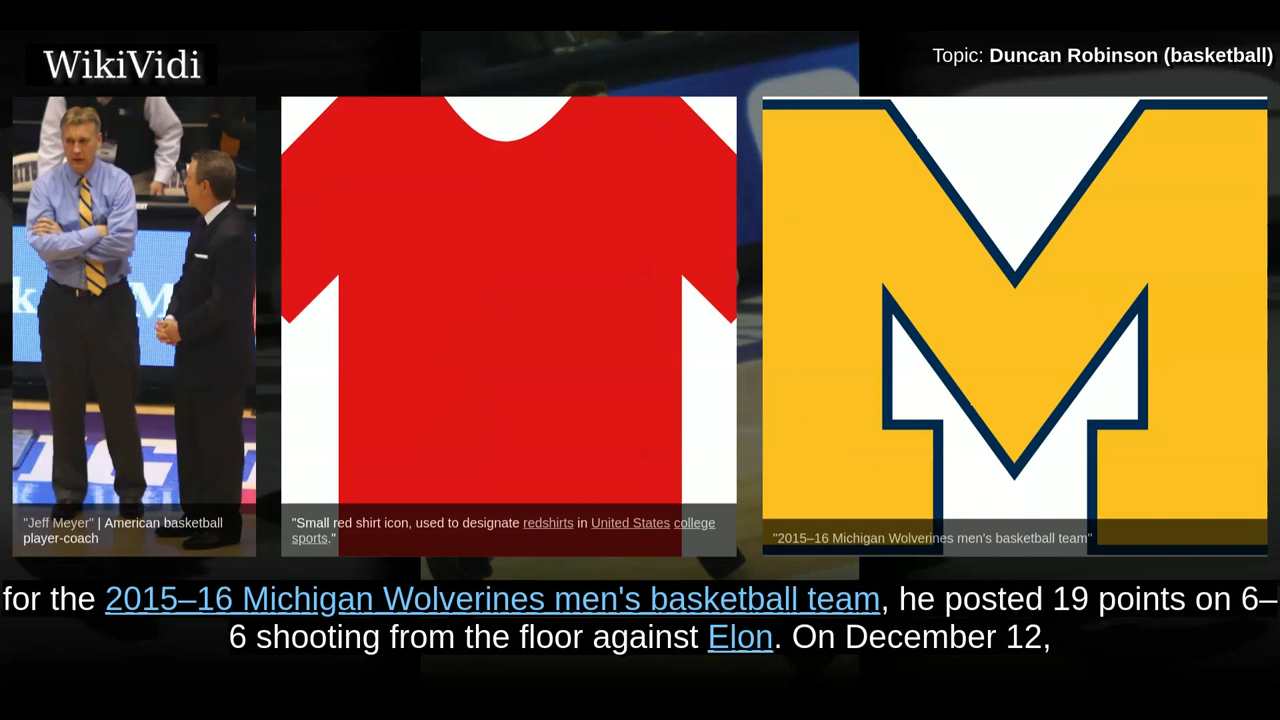 WikiVidi
Topic: Duncan Robinson (basketball)
"Jeff Meyer" | American basketball
player-coach
"Small red shirt icon, used to designate redshirts in United States college
sports."
"2015–16 Michigan Wolverines men's basketball team"
for the 2015–16 Michigan Wolverines men's basketball team, he posted 19 points on 6–
6 shooting from the floor against Elon. On December 12,